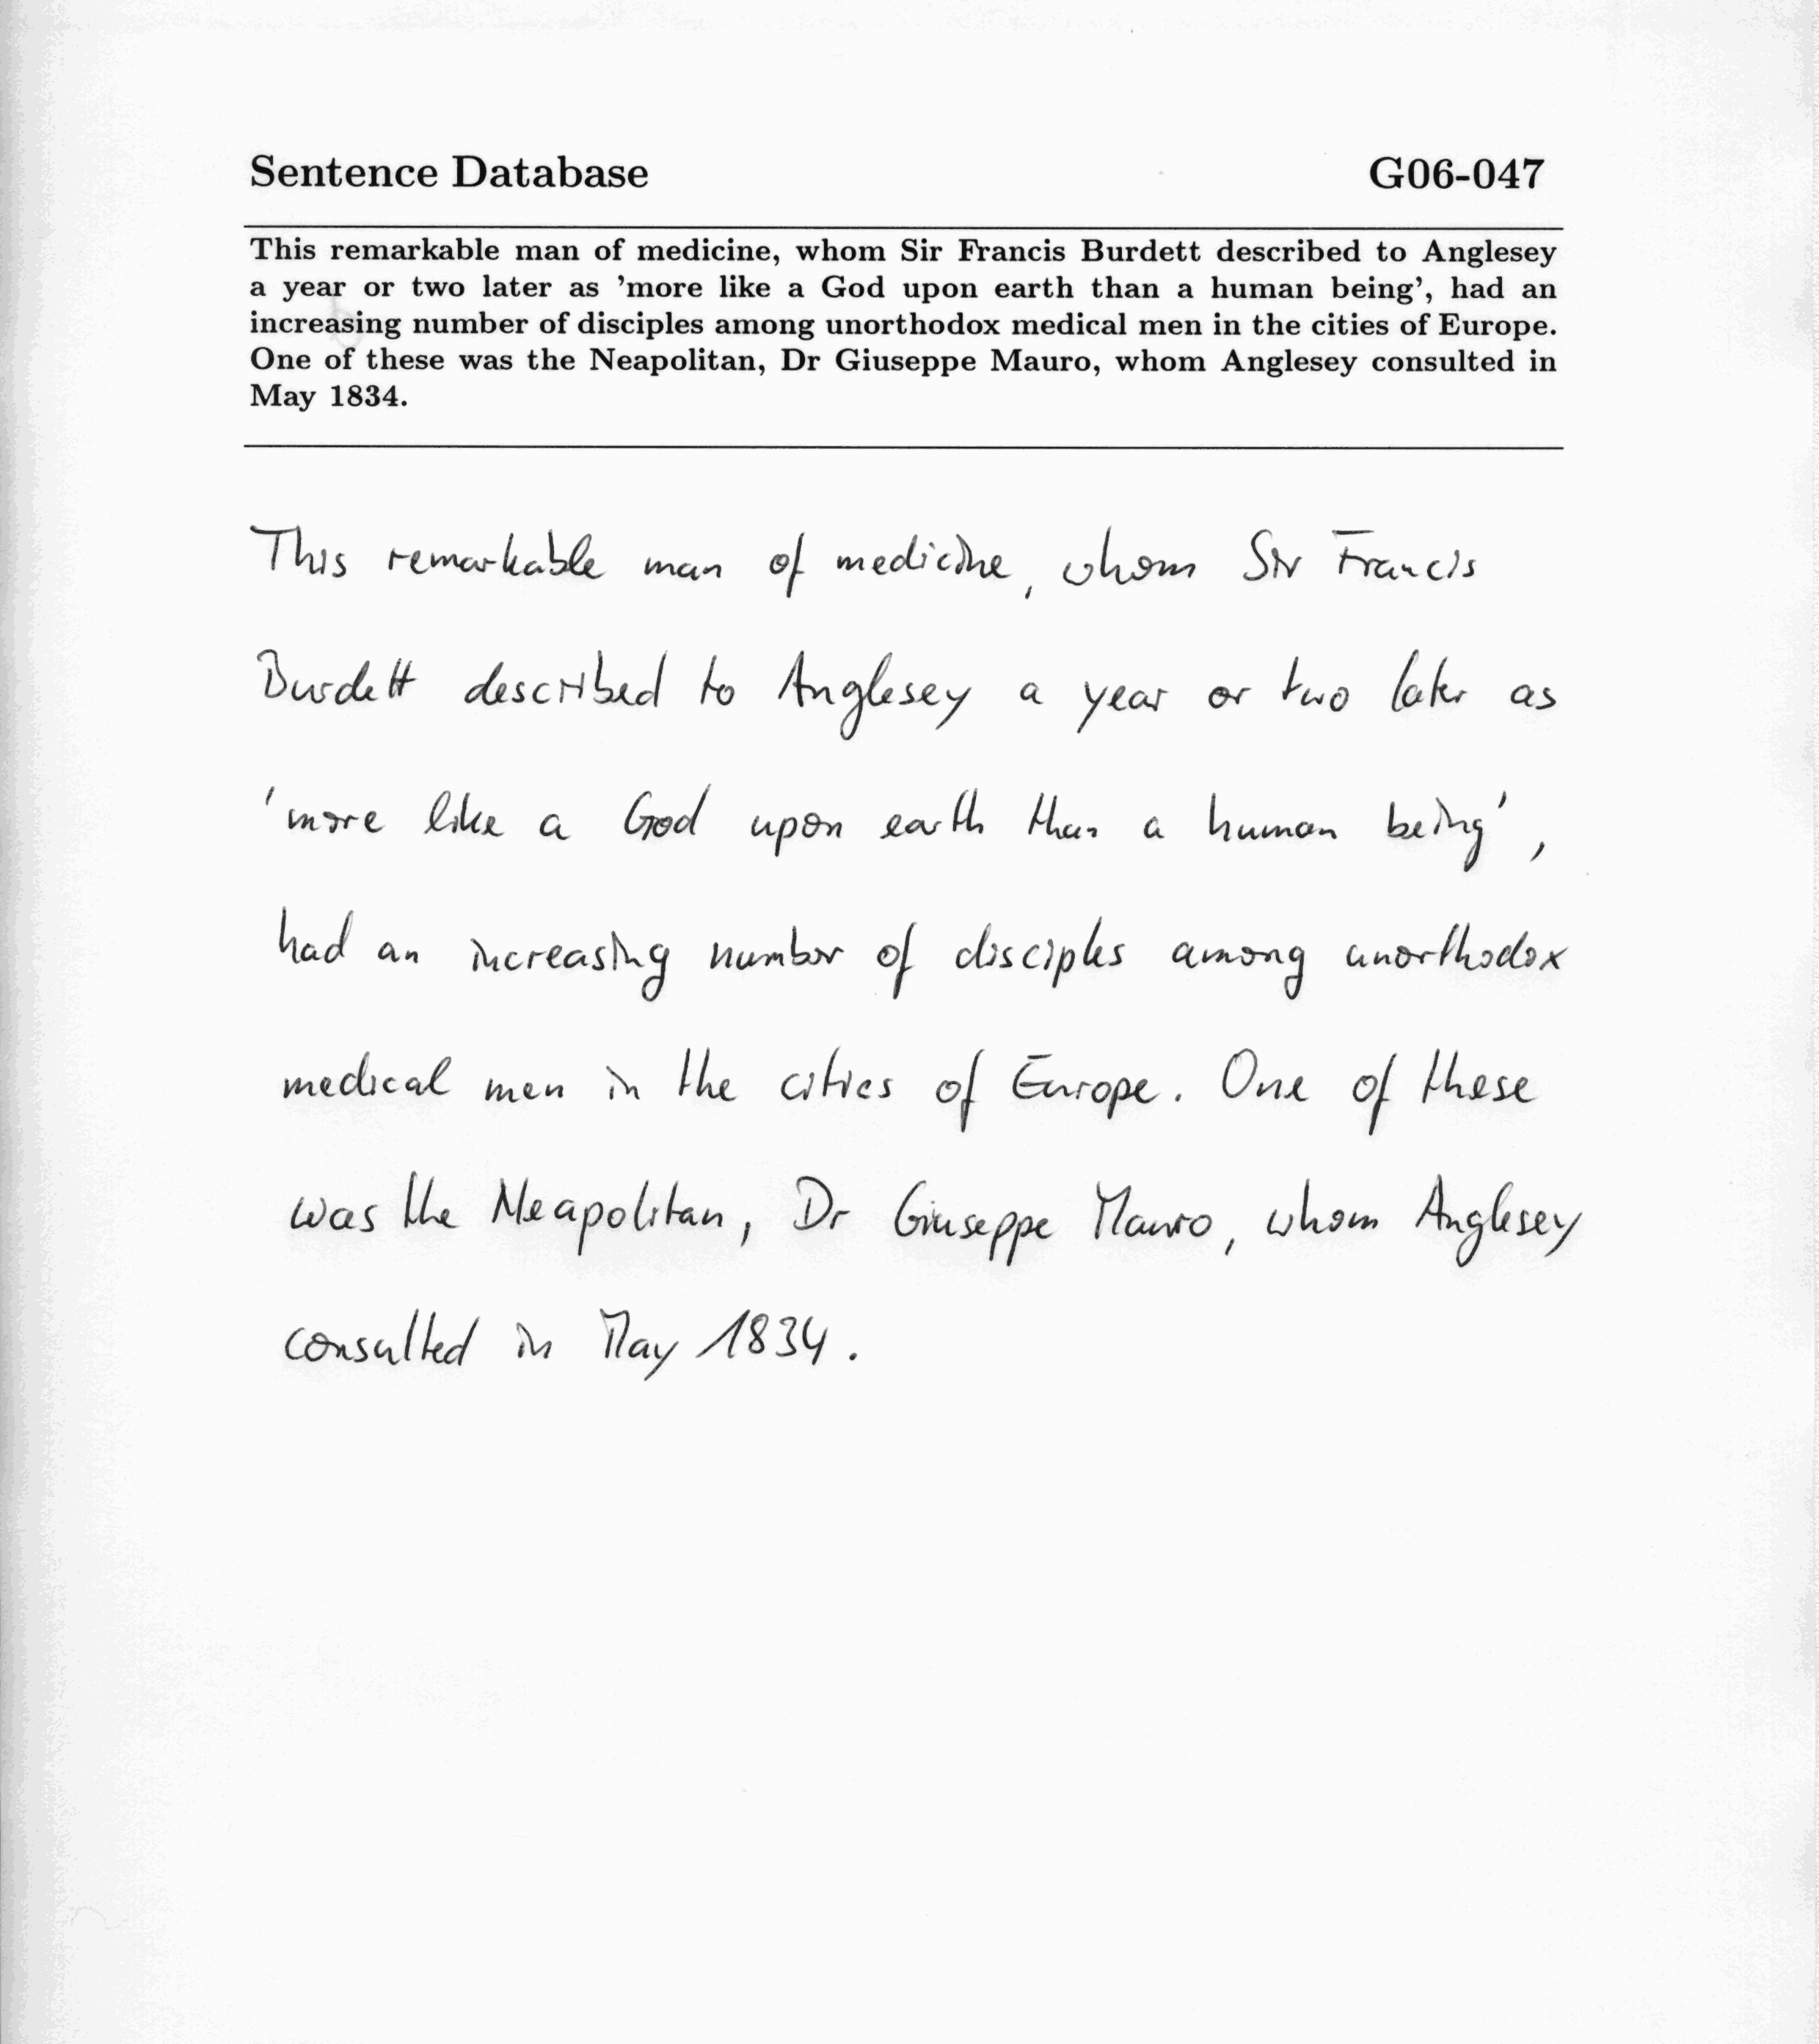 Sentence Database G06-047
This remarkable man of medicine, whom Sir Francis Burdett described to Anglesey
a year or two later as 'more like a God upon earth than a human being', had an
increasing number of disciples among unorthodox medical men in the cities of Europe.
One of these was the Neapolitan, Dr Giuseppe Mauro, whom Anglesey consulted in
May 1834.
This remarkable man of medicine, whom Sir Francis
Burdett described to Anglesey a year or two later as
'more like a God upon earth than a human being',
had an increasing number of disciples among unorthodox
medical men in the cities of Europe. One of these
was the Neapolitan, Dr Giuseppe Mauro, whom Anglesey
consulted in May 1834.